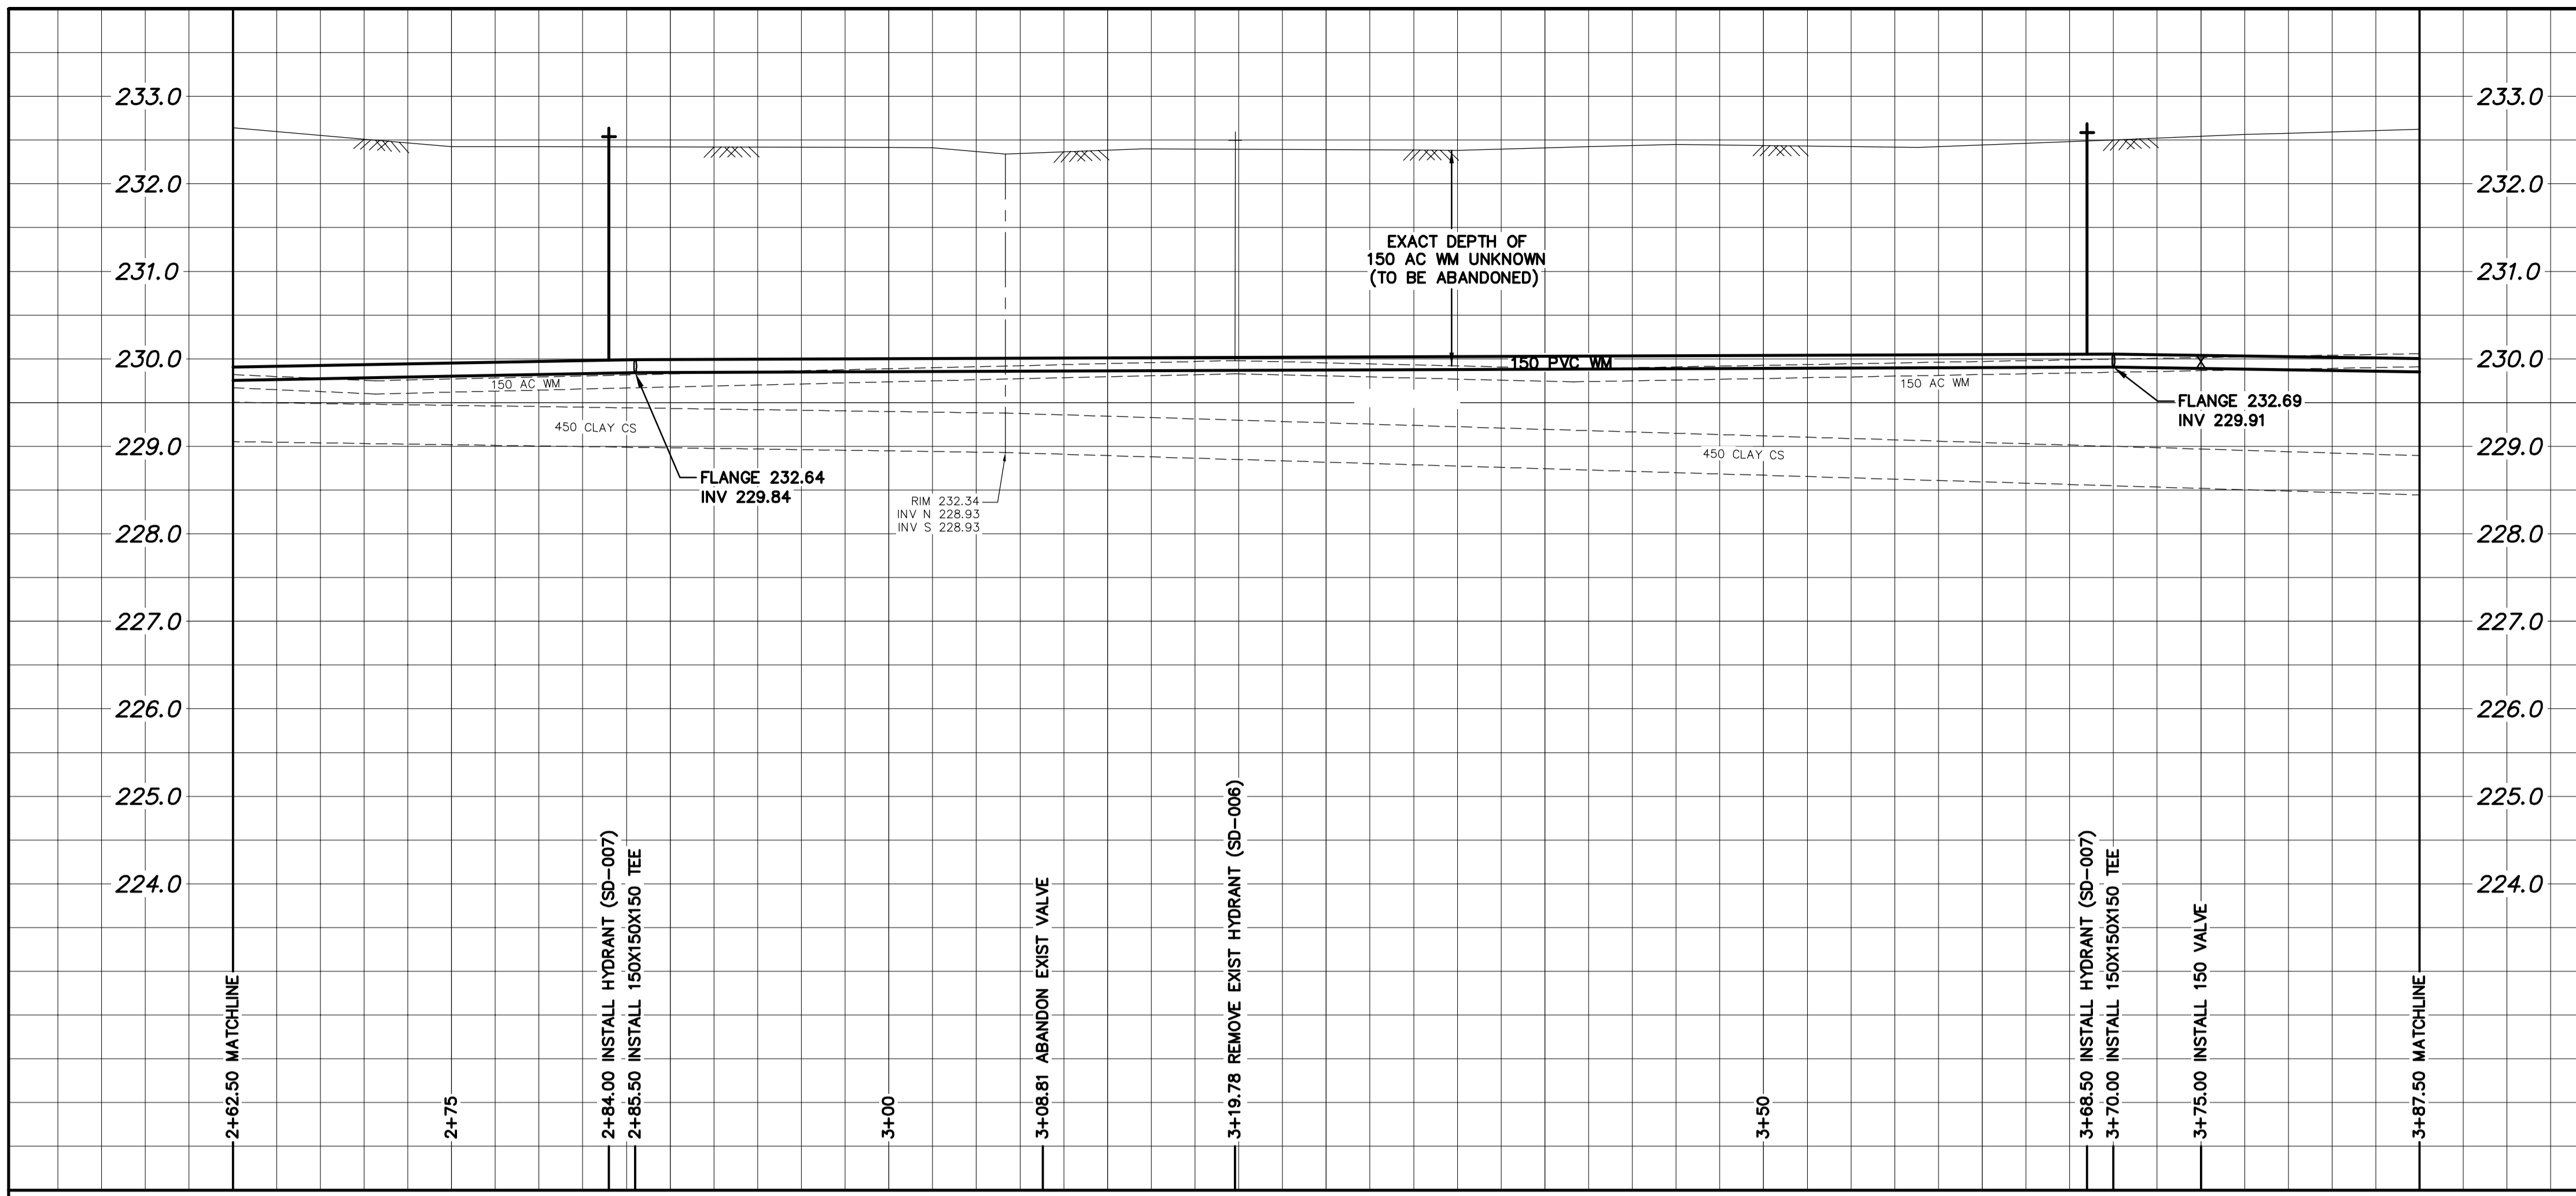 233.0
233.0
232.0
232.0
EXACT DEPTH OF
150 AC WM UNKNOWN
(TO BE ABANDONED)
231.0
231.0
230.0
230.0
150 PVC WM
150 AC WM
150 AC WM
FLANGE 232.69
INV 229.91
450 CLAY CS
229.0
229.0
450 CLAY CS
FLANGE 232.64
INV 229.84
RIM 232.34
INV N 228.93
INV S 228.93
228.0
228.0
227.0
227.0
226.0
226.0
225.0
225.0
224.0
224.0
2+62.50 MATCHLINE
2+75
2+84.00 INSTALL HYDRANT (SD-007)
2+85.50 INSTALL 150X150X150 TEE
3+00
3+08.81 ABANDON EXIST VALVE
3+19.78 REMOVE EXIST HYDRANT (SD-006)
3+50
3+68.50 INSTALL HYDRANT (SD-007)
3+70.00 INSTALL 150X150X150 TEE
3+75.00 INSTALL 150 VALVE
3+87.50 MATCHLINE